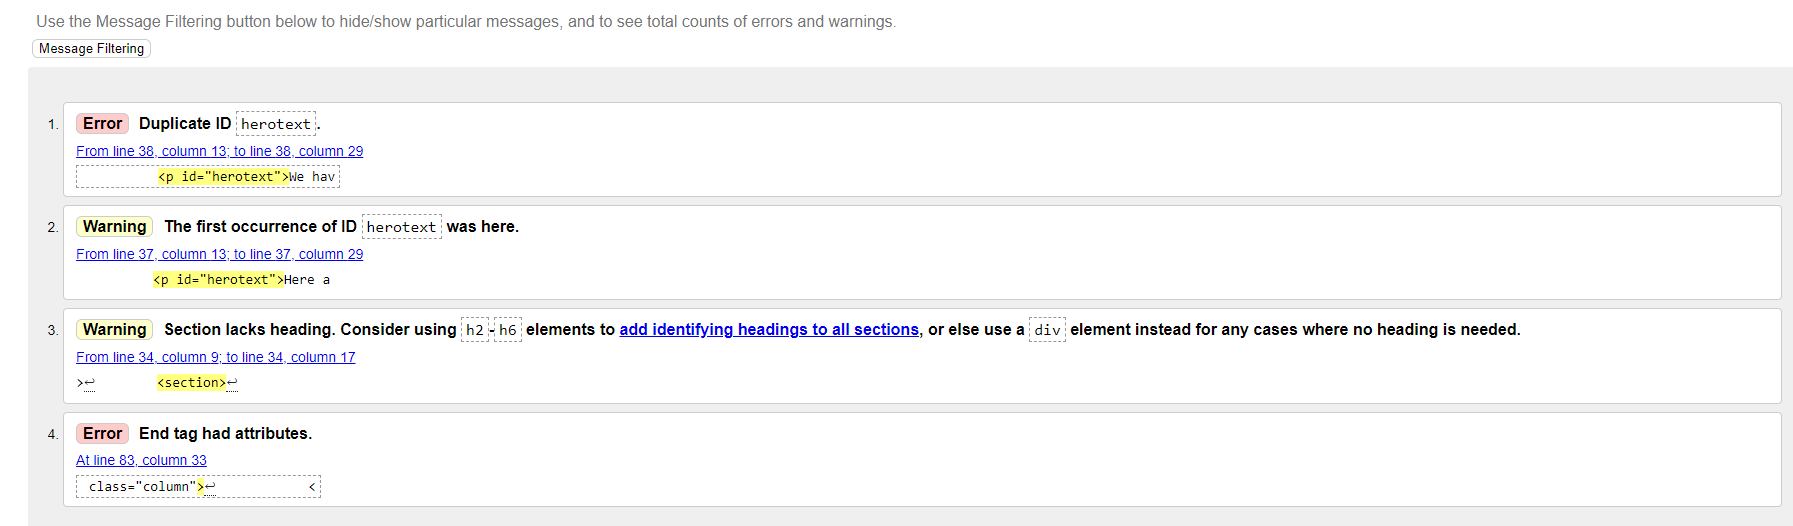 Use the Message Filtering button below to hide/show particular messages, and to see total counts of errors and warnings.
Message Filtering
1. Error Duplicate ID herotext.
From line 38, column 13; to line 38, column 29
<p id="herotext">We hav
2. Warning The first occurrence of ID herotext was here.
From line 37, column 13; to line 37, column 29
<p id="herotext">Here a
3. Warning Section lacks heading. Consider using h2-h6 elements to add identifying headings to all sections, or else use a div element instead for any cases where no heading is needed.
From line 34, column 9; to line 34, column 17
>↩ <section>↩
4. Error End tag had attributes.
At line 83, column 33
class="column">↩ <